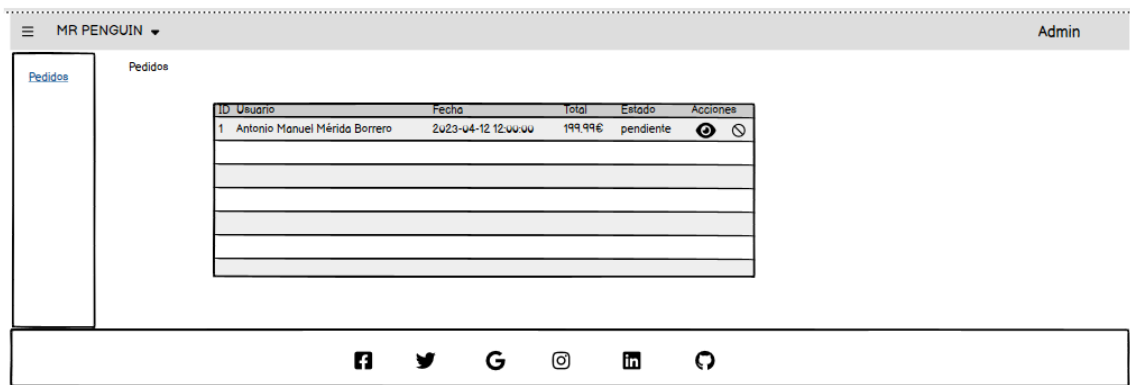 MR PENGUIN Admin
Pedidos
Pedidos
ID Usuario Fecha Total Estado Acciones
1 Antonio Manuel Mérida Borrero 2023-04-12 12:00:00 199.99€ pendiente